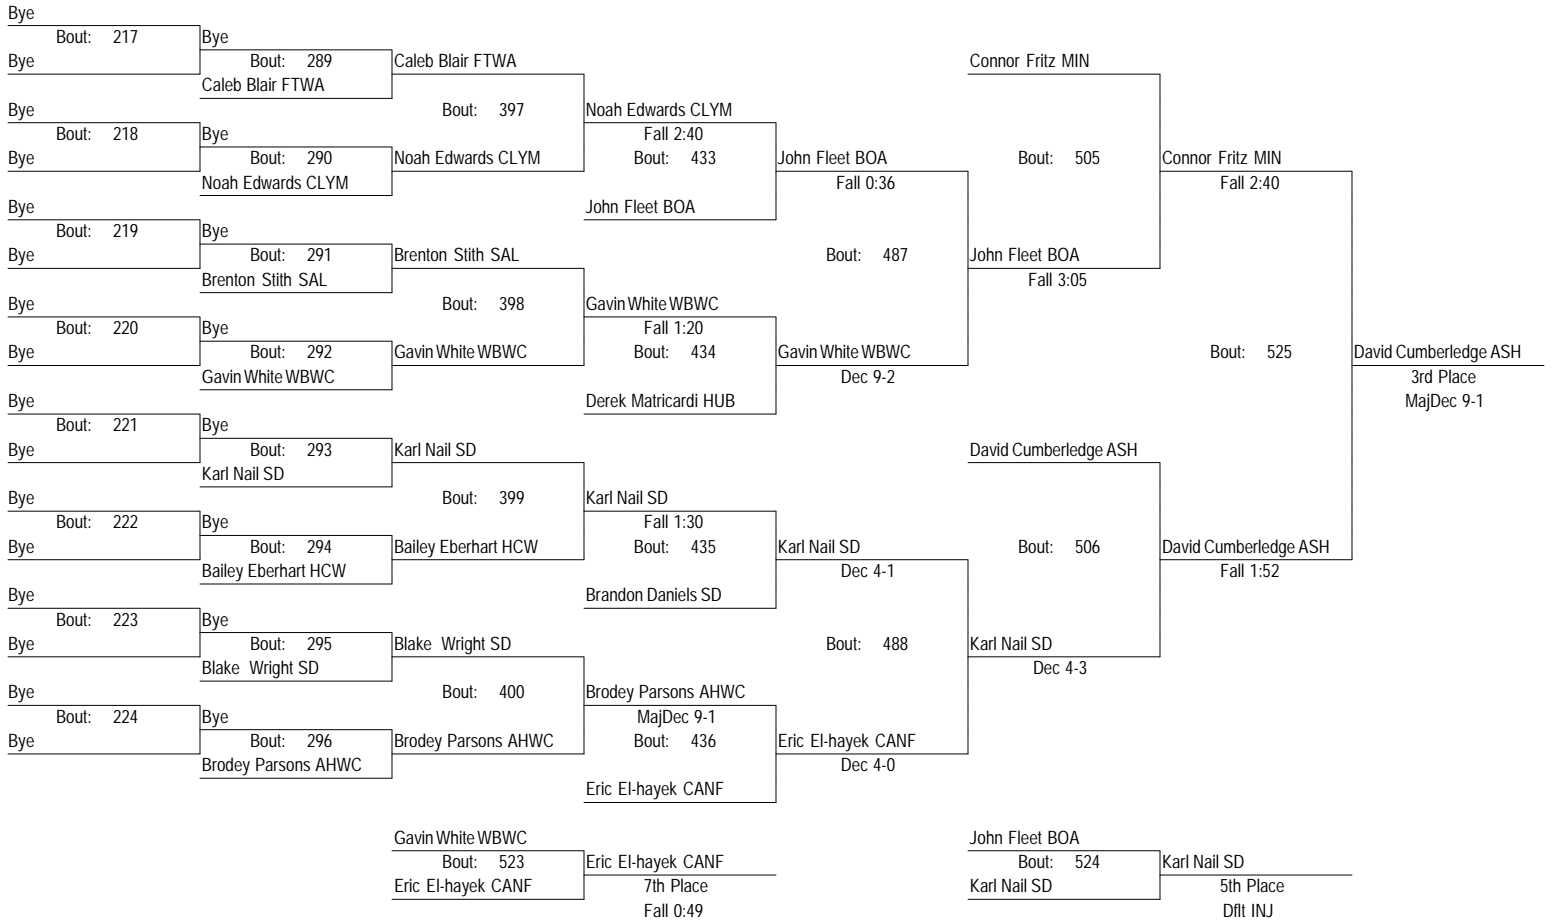 Bye
Bout: 217 Bye
Bye Bout: 289 Caleb Blair FTWA Connor Fritz MIN
Caleb Blair FTWA
Bye Bout: 397 Noah Edwards CLYM
Bout: 218 Bye Fall 2:40
Bye Bout: 290 Noah Edwards CLYM Bout: 433 John Fleet BOA Bout: 505 Connor Fritz MIN
Noah Edwards CLYM Fall 0:36 Fall 2:40
Bye John Fleet BOA
Bout: 219 Bye
Bye Bout: 291 Brenton Stith SAL Bout: 487 John Fleet BOA
Brenton Stith SAL Fall 3:05
Bye Bout: 398 Gavin White WBWC
Bout: 220 Bye Fall 1:20
Bye Bout: 292 Gavin White WBWC Bout: 434 Gavin White WBWC Bout: 525 David Cumberledge ASH
Gavin White WBWC Dec 9-2 3rd Place
Bye Derek Matricardi HUB MajDec 9-1
Bout: 221 Bye
Bye Bout: 293 Karl Nail SD David Cumberledge ASH
Karl Nail SD
Bye Bout: 399 Karl Nail SD
Bout: 222 Bye Fall 1:30
Bye Bout: 294 Bailey Eberhart HCW Bout: 435 Karl Nail SD Bout: 506 David Cumberledge ASH
Bailey Eberhart HCW Dec 4-1 Fall 1:52
Bye Brandon Daniels SD
Bout: 223 Bye
Bye Bout: 295 Blake Wright SD Bout: 488 Karl Nail SD
Blake Wright SD Dec 4-3
Bye Bout: 400 Brodey Parsons AHWC
Bout: 224 Bye MajDec 9-1
Bye Bout: 296 Brodey Parsons AHWC Bout: 436 Eric El-hayek CANF
Brodey Parsons AHWC Dec 4-0
Eric El-hayek CANF
Gavin White WBWC John Fleet BOA
Bout: 523 Eric El-hayek CANF Bout: 524 Karl Nail SD
Eric El-hayek CANF 7th Place Karl Nail SD 5th Place
Fall 0:49 Dflt INJ